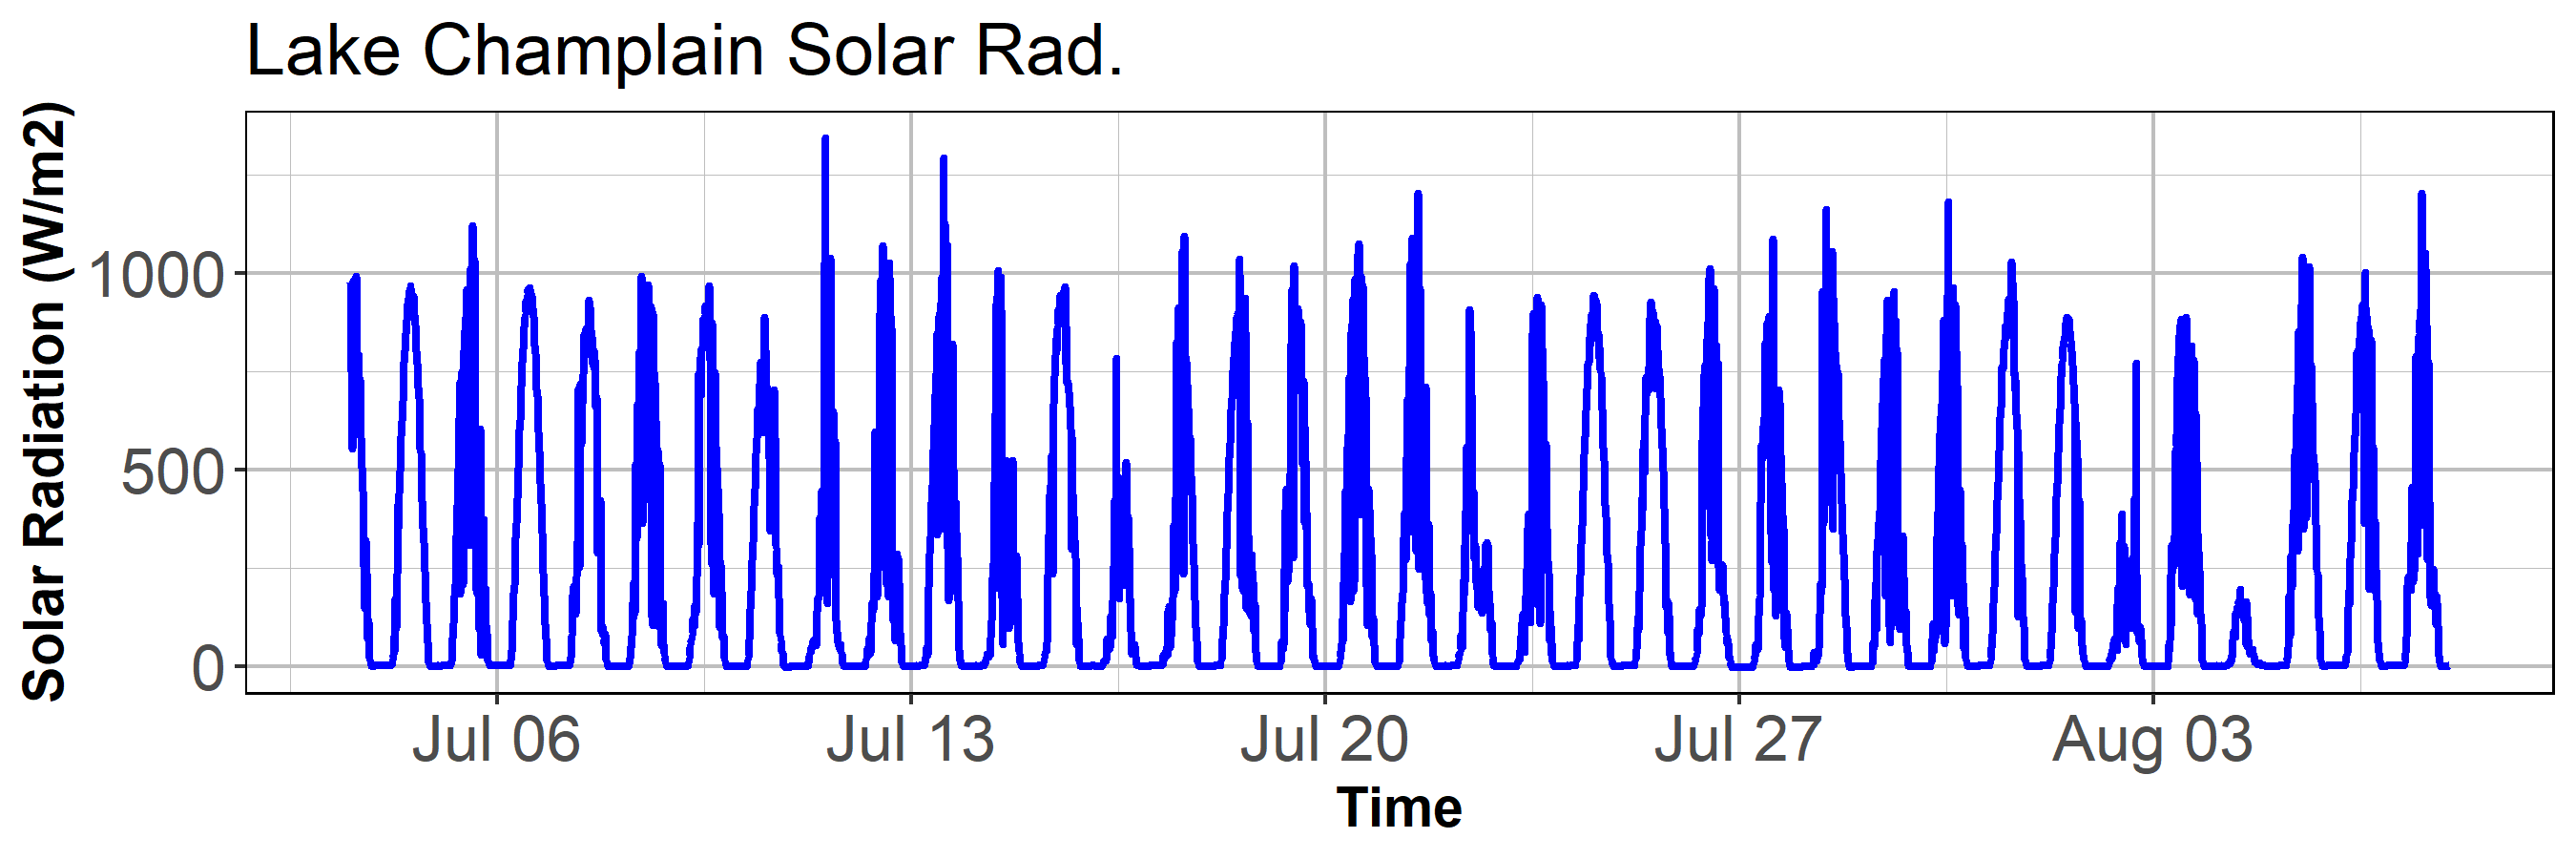 Lake Champlain Solar Rad.
Solar Radiation (W/m2)
1000
500
0
Jul 06 Jul 13 Jul 20 Jul 27 Aug 03
Time